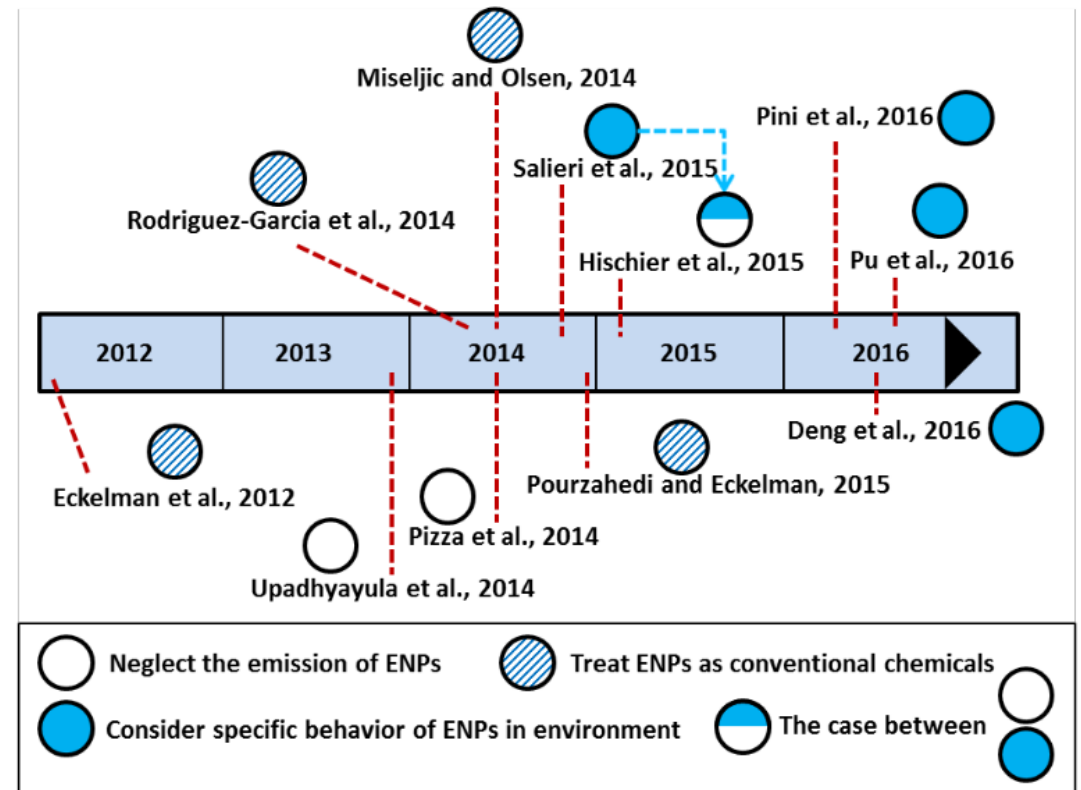 Miseljic and Olsen, 2014
Pini et al., 2016
Salieri et al., 2015
Rodriguez-Garcia et al., 2014
Hischier et al., 2015
Pu et al., 2016
2012
2013
2014
2015
2016
Deng et al., 2016
Eckelman et al., 2012
Pourzahedi and Eckelman, 2015
Pizza et al., 2014
Upadhyayula et al., 2014
Neglect the emission of ENPs
Treat ENPs as conventional chemicals
Consider specific behavior of ENPs in environment
The case between